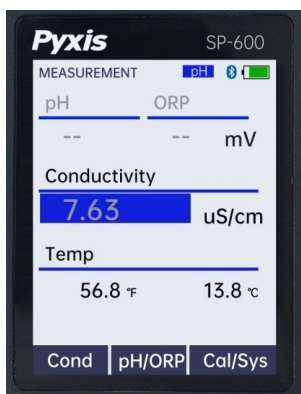 Pyxis SP-600
MEASUREMENT pH
pH ORP
-- -- mV
Conductivity
7.63 uS/cm
Temp
56.8 °F 13.8 °C
Cond pH/ORP Cal/Sys